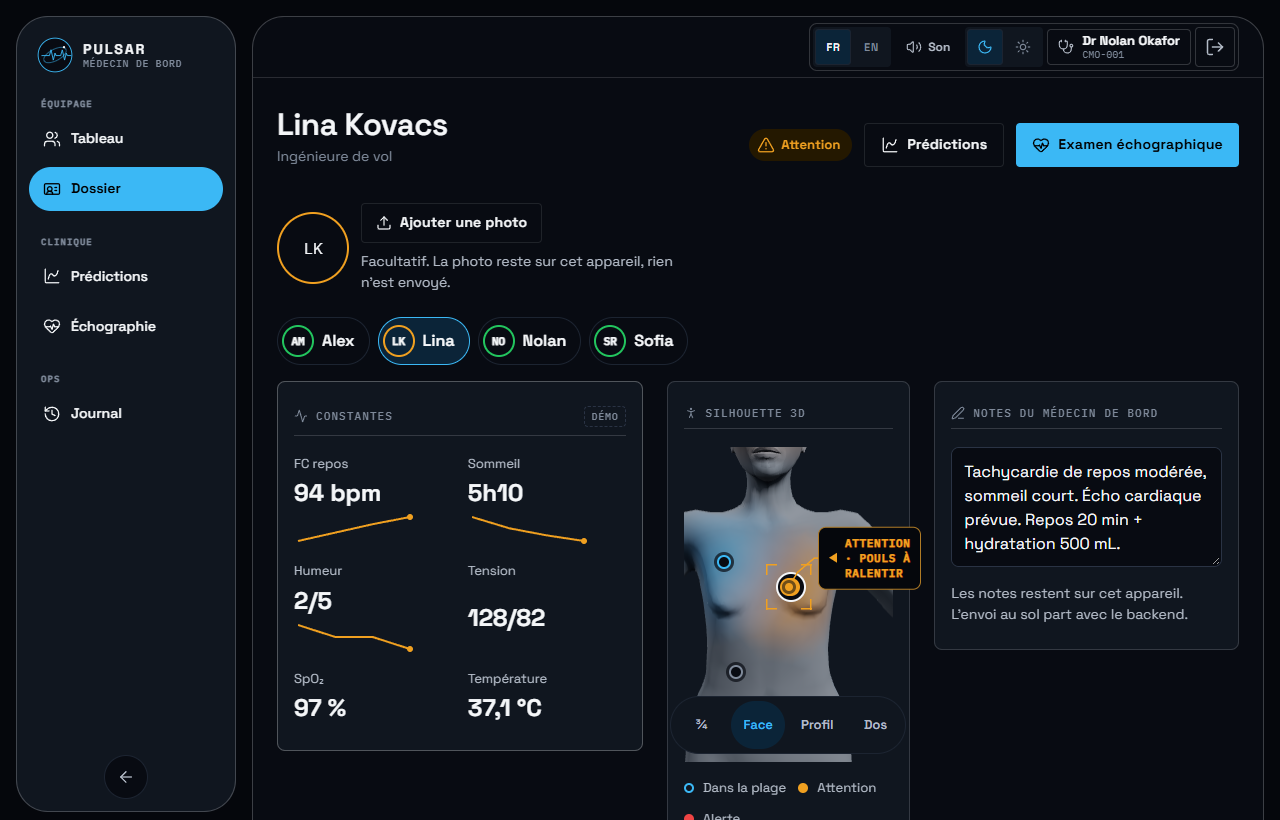 PULSAR
MÉDECIN DE BORD
ÉQUIPAGE
Tableau
Dossier
CLINIQUE
Prédictions
Échographie
OPS
Journal
FR
EN
Son
Dr Nolan Okafor
CMO-001
Lina Kovacs
Ingénieure de vol
Attention
Prédictions
Examen échographique
LK
Ajouter une photo
Facultatif. La photo reste sur cet appareil, rien
n'est envoyé.
AM Alex
LK Lina
NO Nolan
SR Sofia
CONSTANTES
DÉMO
FC repos
94 bpm
Sommeil
5h10
Humeur
2/5
Tension
128/82
SpO₂
97 %
Température
37,1 °C
SILHOUETTE 3D
ATTENTION
· POULS À
RALENTIR
¾
Face
Profil
Dos
Dans la plage
Attention
Alerte
NOTES DU MÉDECIN DE BORD
Tachycardie de repos modérée,
sommeil court. Écho cardiaque
prévue. Repos 20 min +
hydratation 500 mL.
Les notes restent sur cet appareil.
L'envoi au sol part avec le backend.